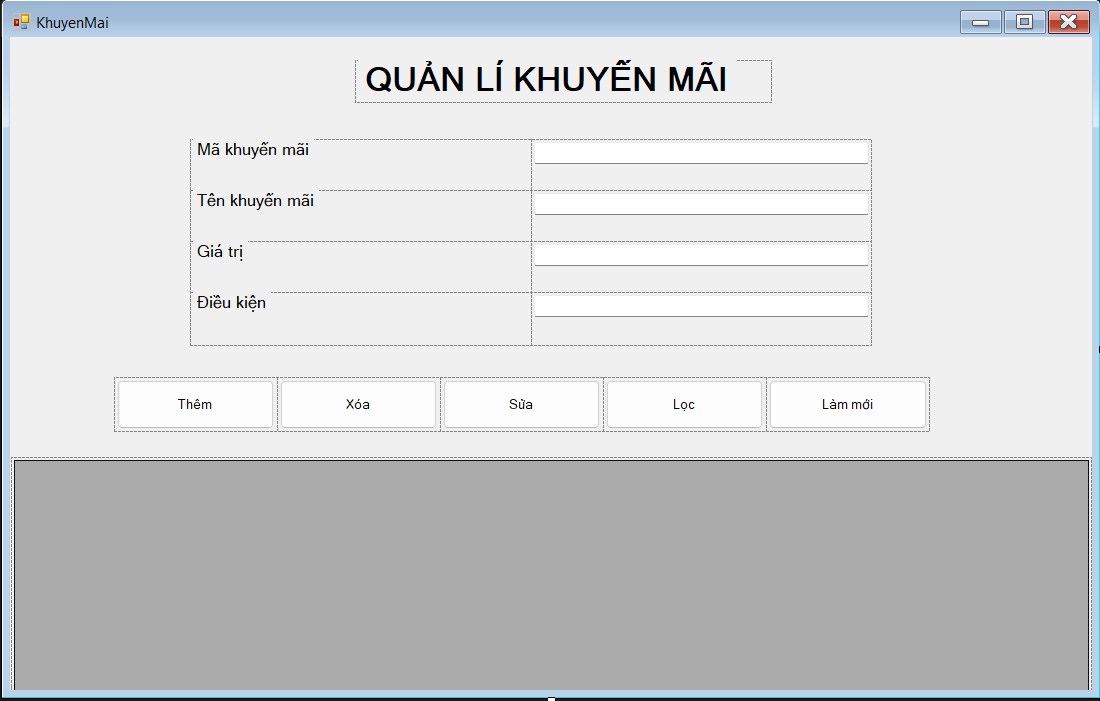 KhuyenMai
QUẢN LÍ KHUYẾN MÃI
Mã khuyến mãi
Tên khuyến mãi
Giá trị
Điều kiện
Thêm Xóa Sửa Lọc Làm mới